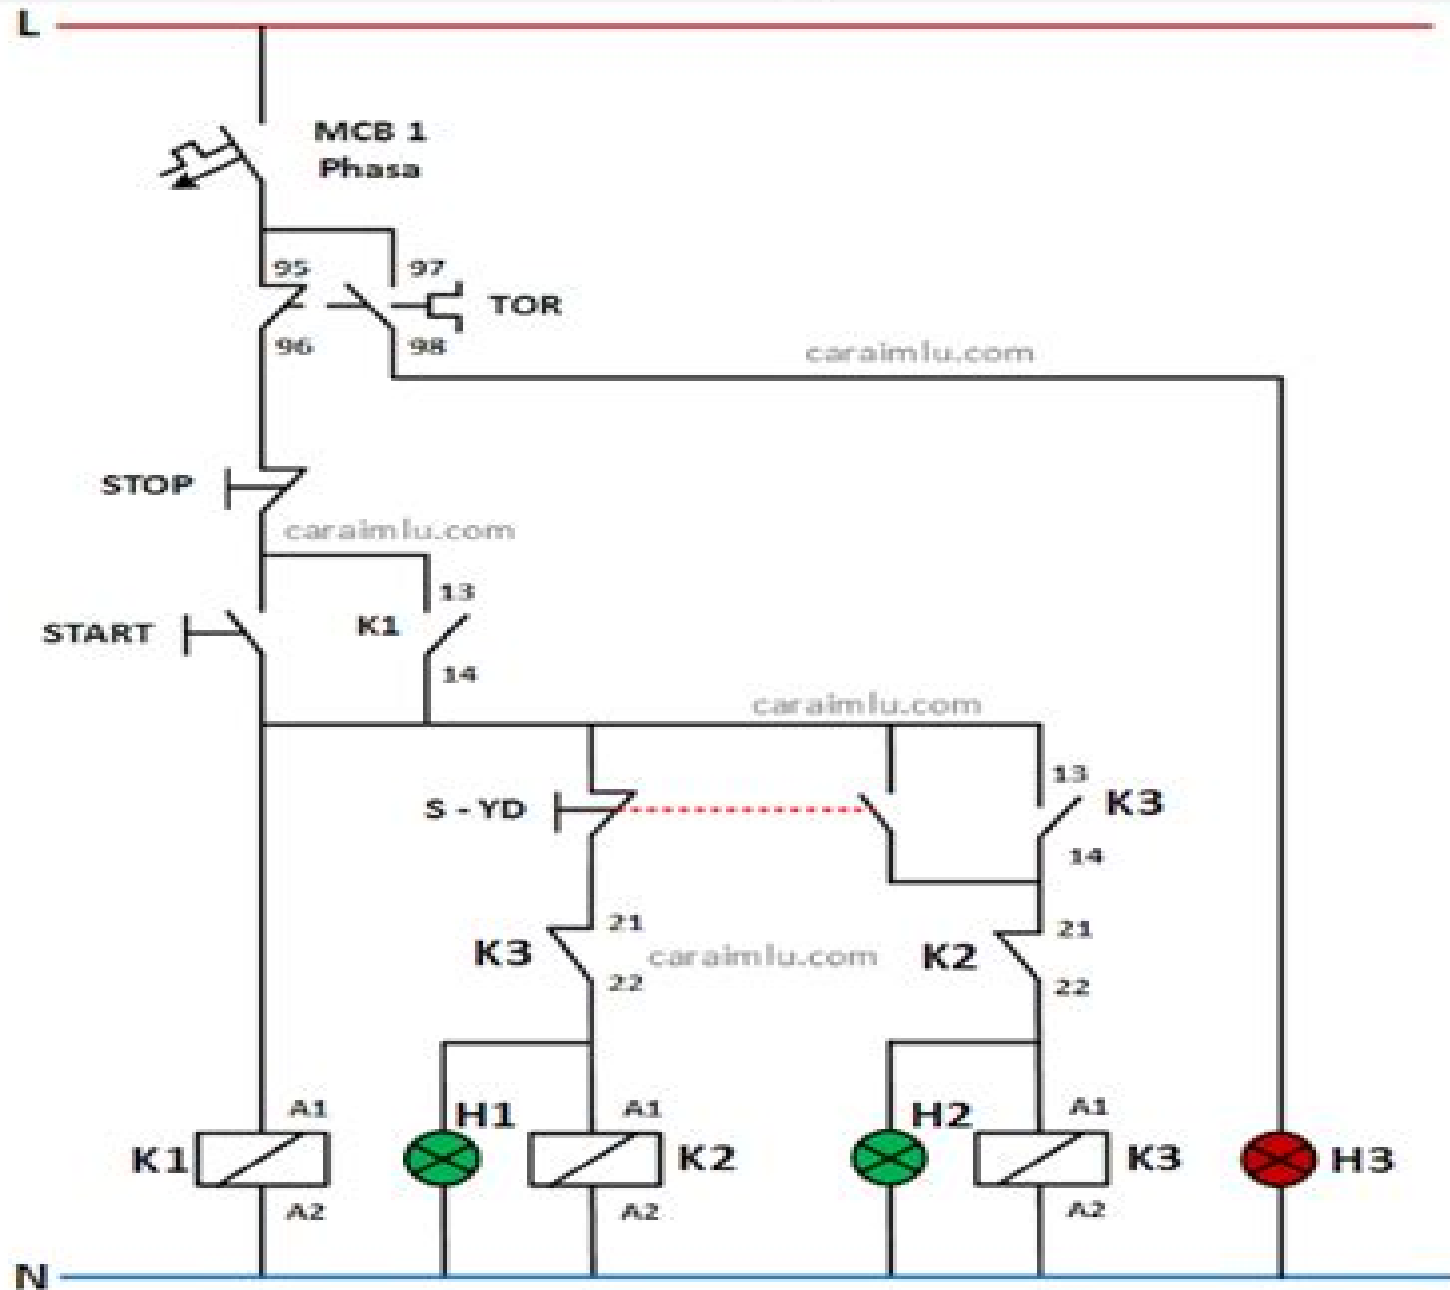 L
MCB 1
Phasa
95
97
TOR
96
98
caraimlu.com
STOP
caraimlu.com
13
K1
START
14
caraimlu.com
13
K3
S - YD
14
21
21
K3
caraimlu.com
K2
22
22
A1
H1
A1
H2
A1
K1
K2
K3
H3
A2
A2
A2
N